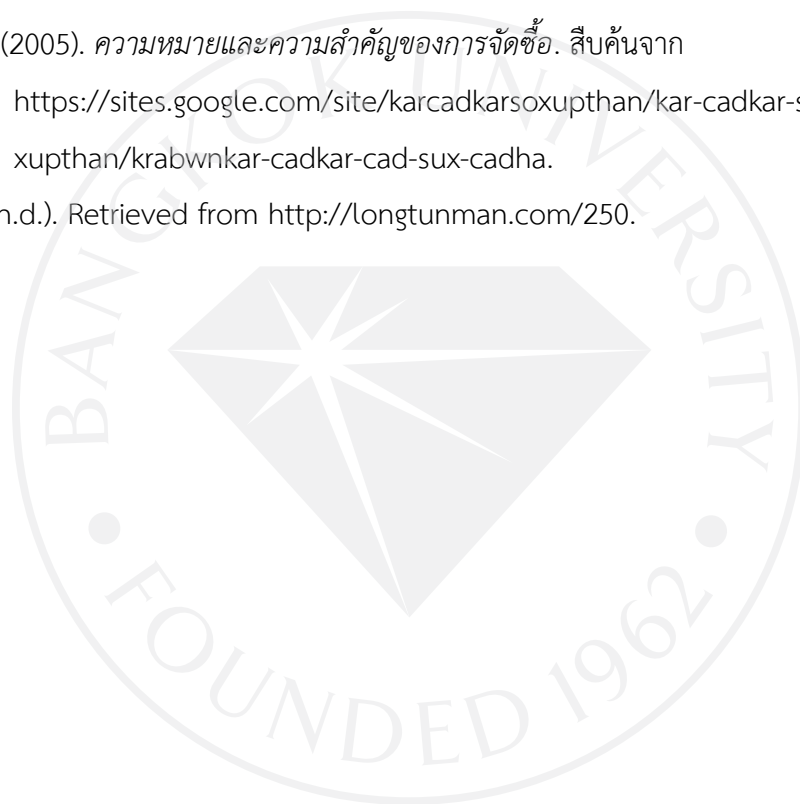 (2005). ความหมายและความสำคัญของการจัดซื้อ. สืบค้นจาก
https://sites.google.com/site/karcadkarsoxupthan/kar-cadkar-s
xupthan/krabwnkar-cadkar-cad-sux-cadha.
n.d.). Retrieved from http://longtunman.com/250.
BANGKOK UNIVERSITY
FOUNDED 1962